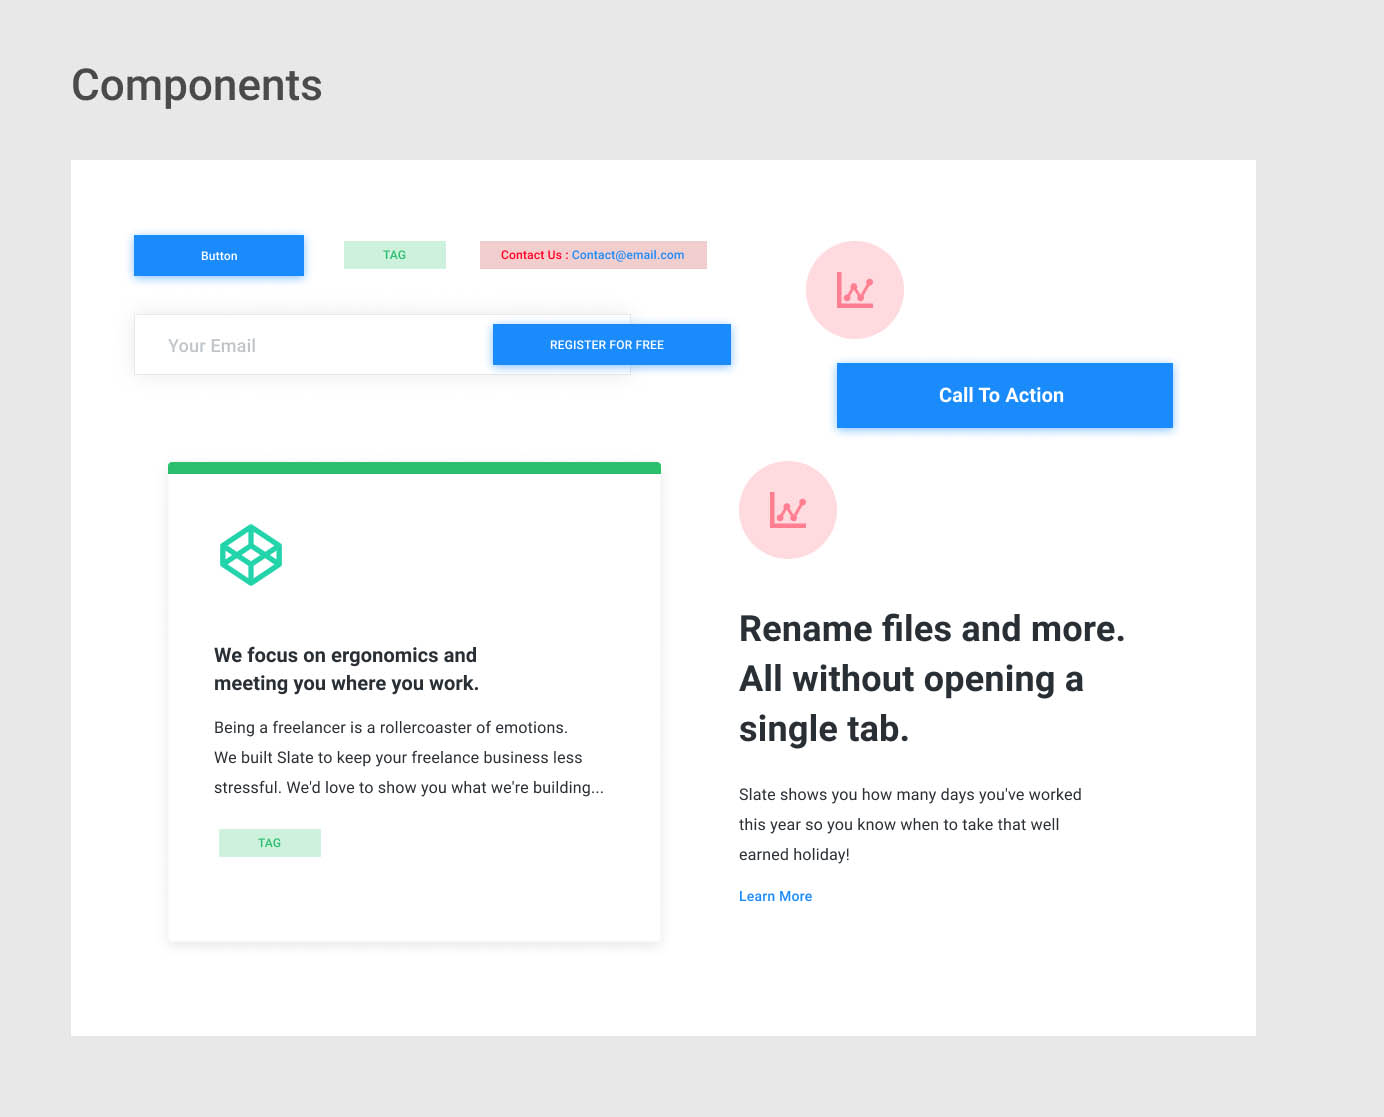 Components
Button
TAG
Contact Us : Contact@email.com
Your Email
REGISTER FOR FREE
Call To Action
We focus on ergonomics and
meeting you where you work.
Being a freelancer is a rollercoaster of emotions.
We built Slate to keep your freelance business less
stressful. We'd love to show you what we're building...
TAG
Rename files and more.
All without opening a
single tab.
Slate shows you how many days you've worked
this year so you know when to take that well
earned holiday!
Learn More